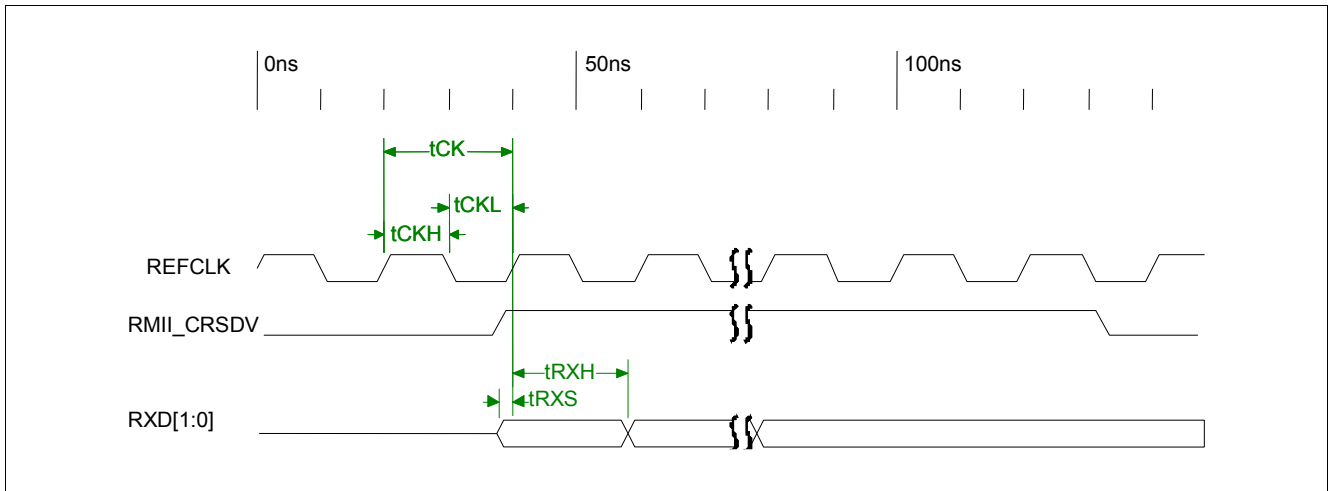 0ns
50ns
100ns
tCK
tCKL
tCKH
REFCLK
RMII_CRSDV
tRXH
tRXS
RXD[1:0]